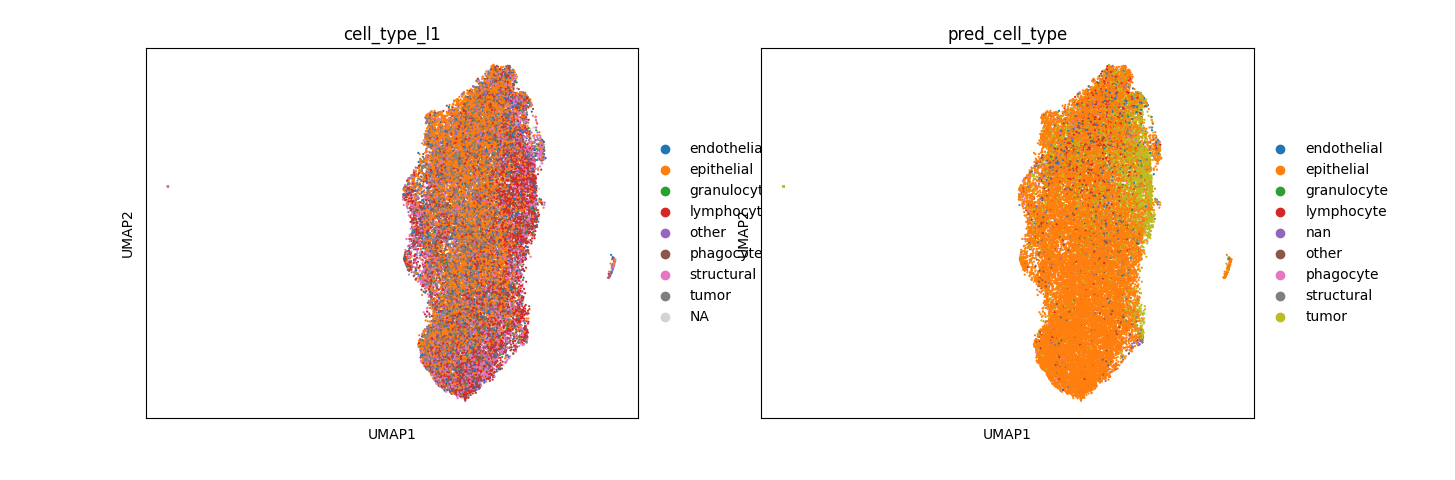 cell_type_l1
UMAP2
UMAP1
endothelia
epithelial
granulocyt
lymphocyt
other
phagocyte
structural
tumor
NA
pred_cell_type
UMAP2
UMAP1
endothelial
epithelial
granulocyte
lymphocyte
nan
other
phagocyte
structural
tumor